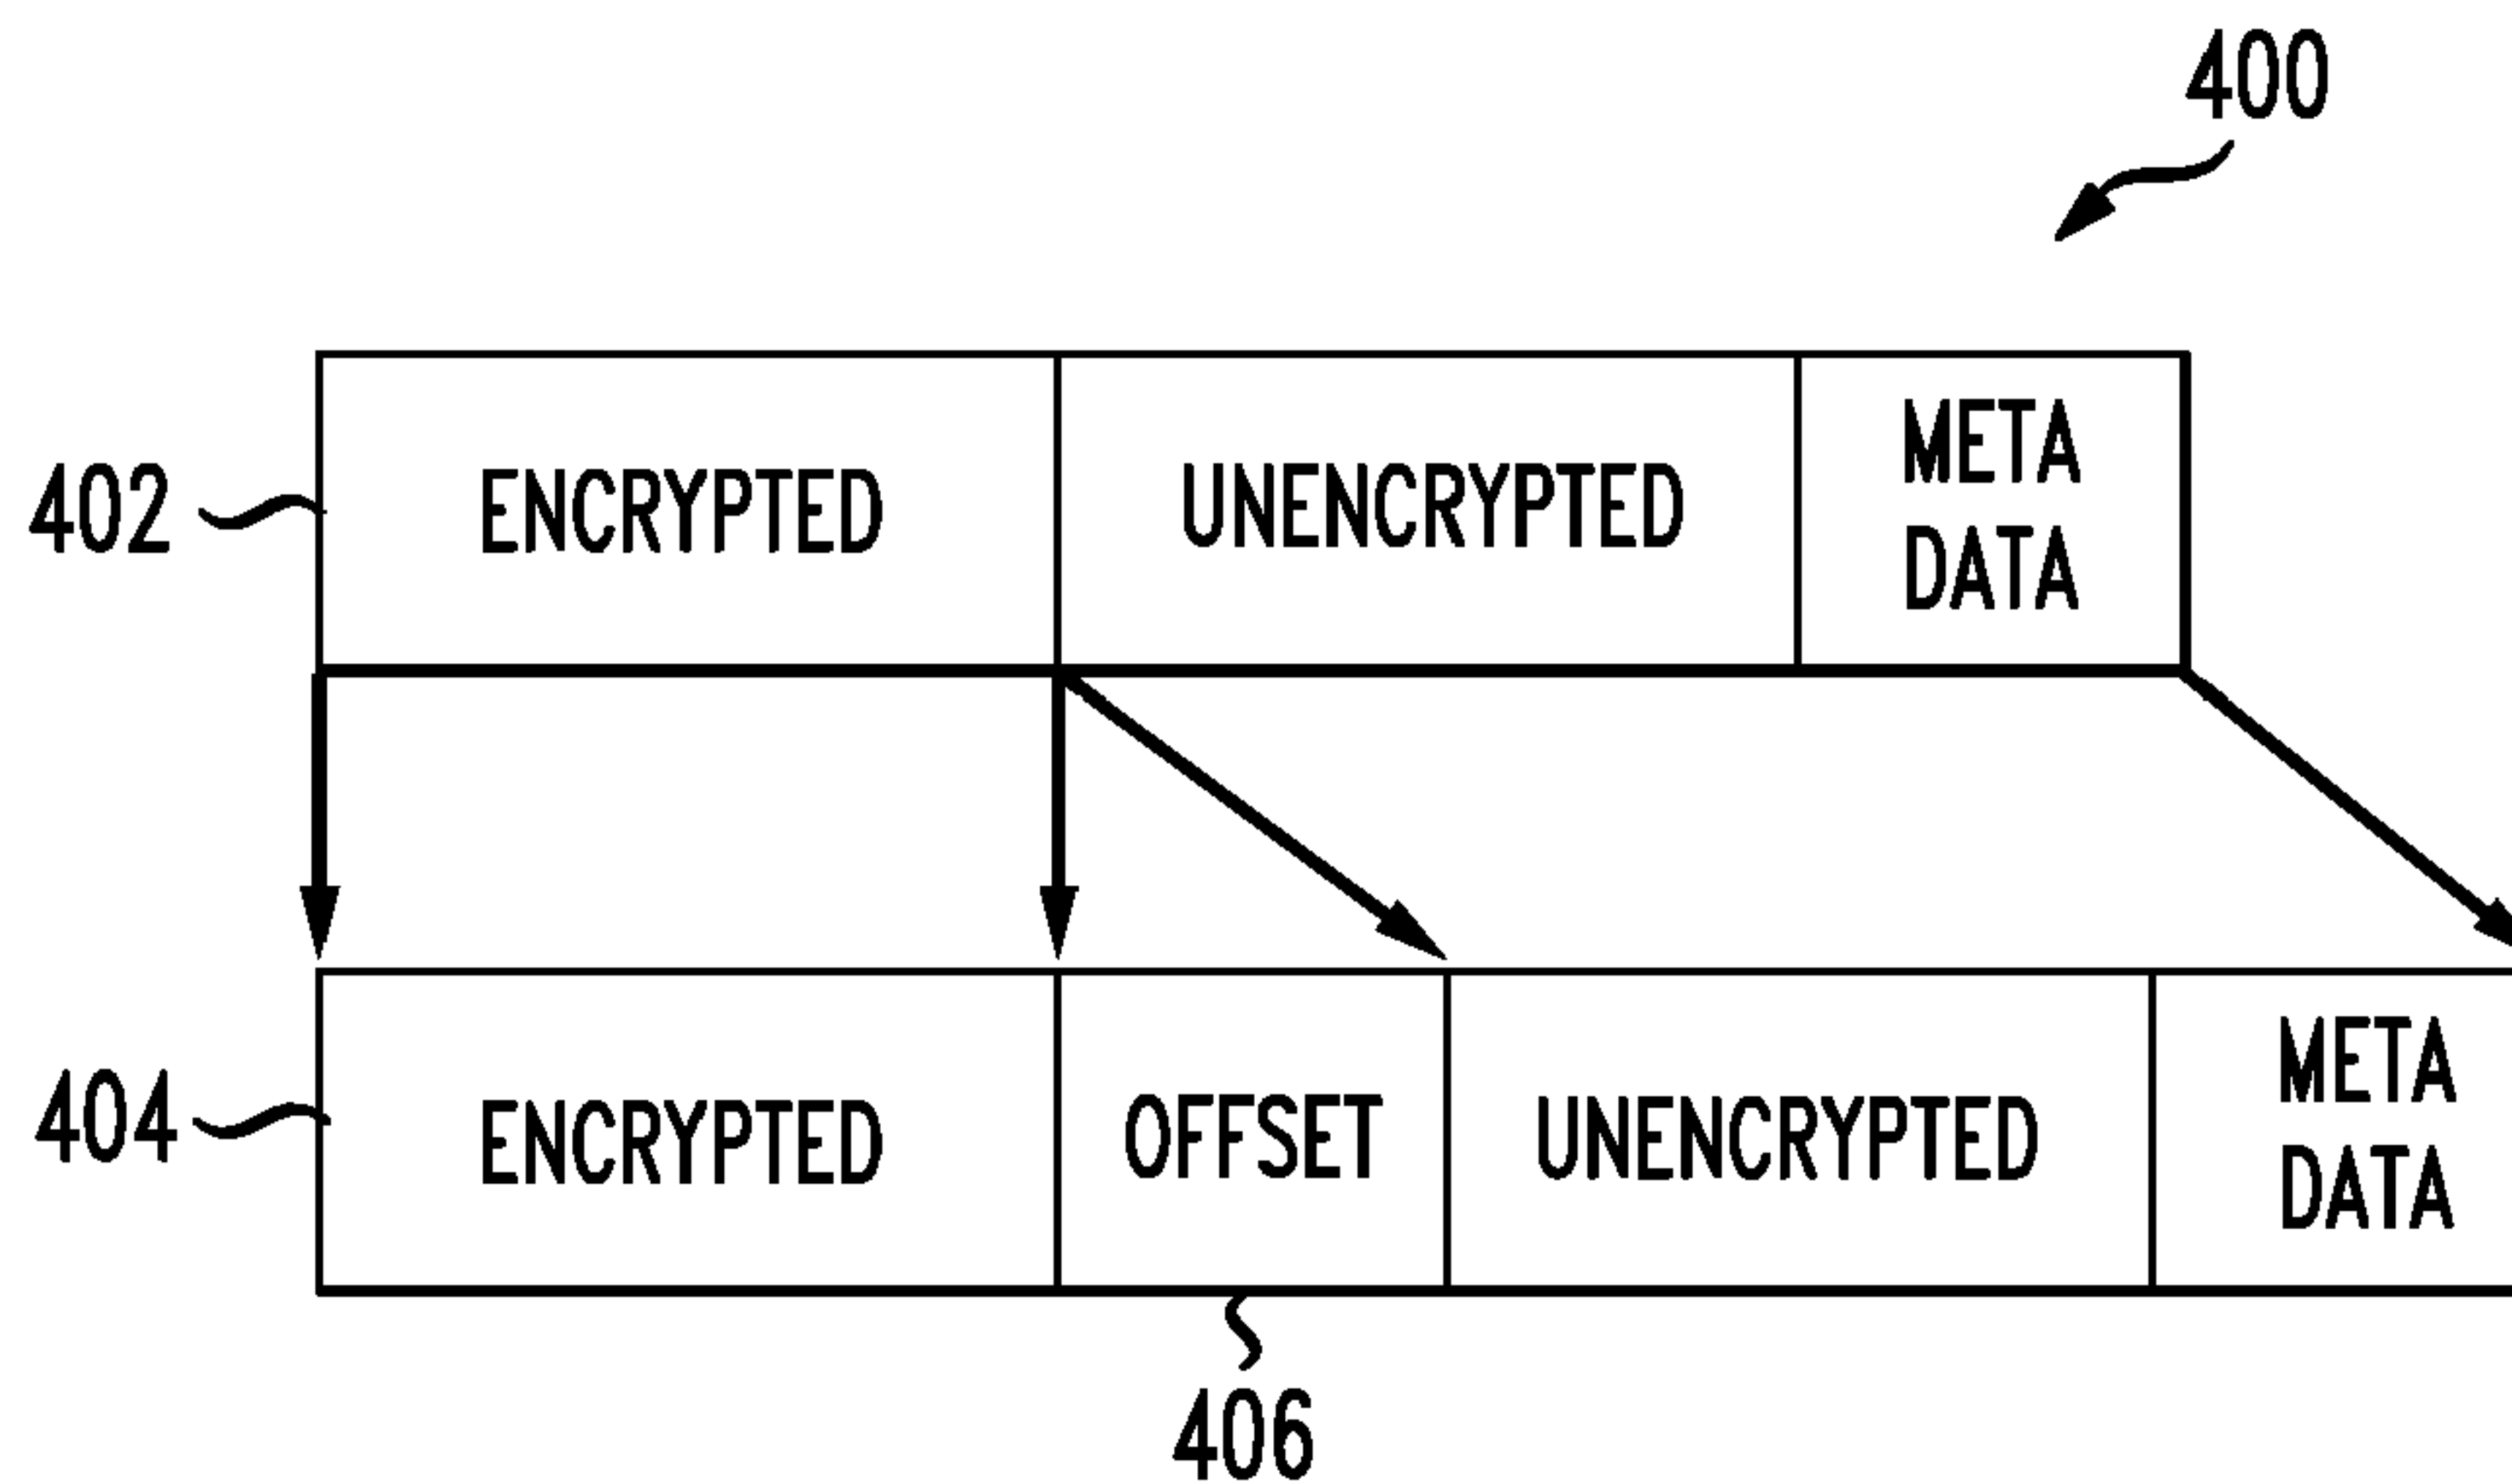 400
402
ENCRYPTED
UNENCRYPTED
META
DATA
404
ENCRYPTED
OFFSET
UNENCRYPTED
META
DATA
406